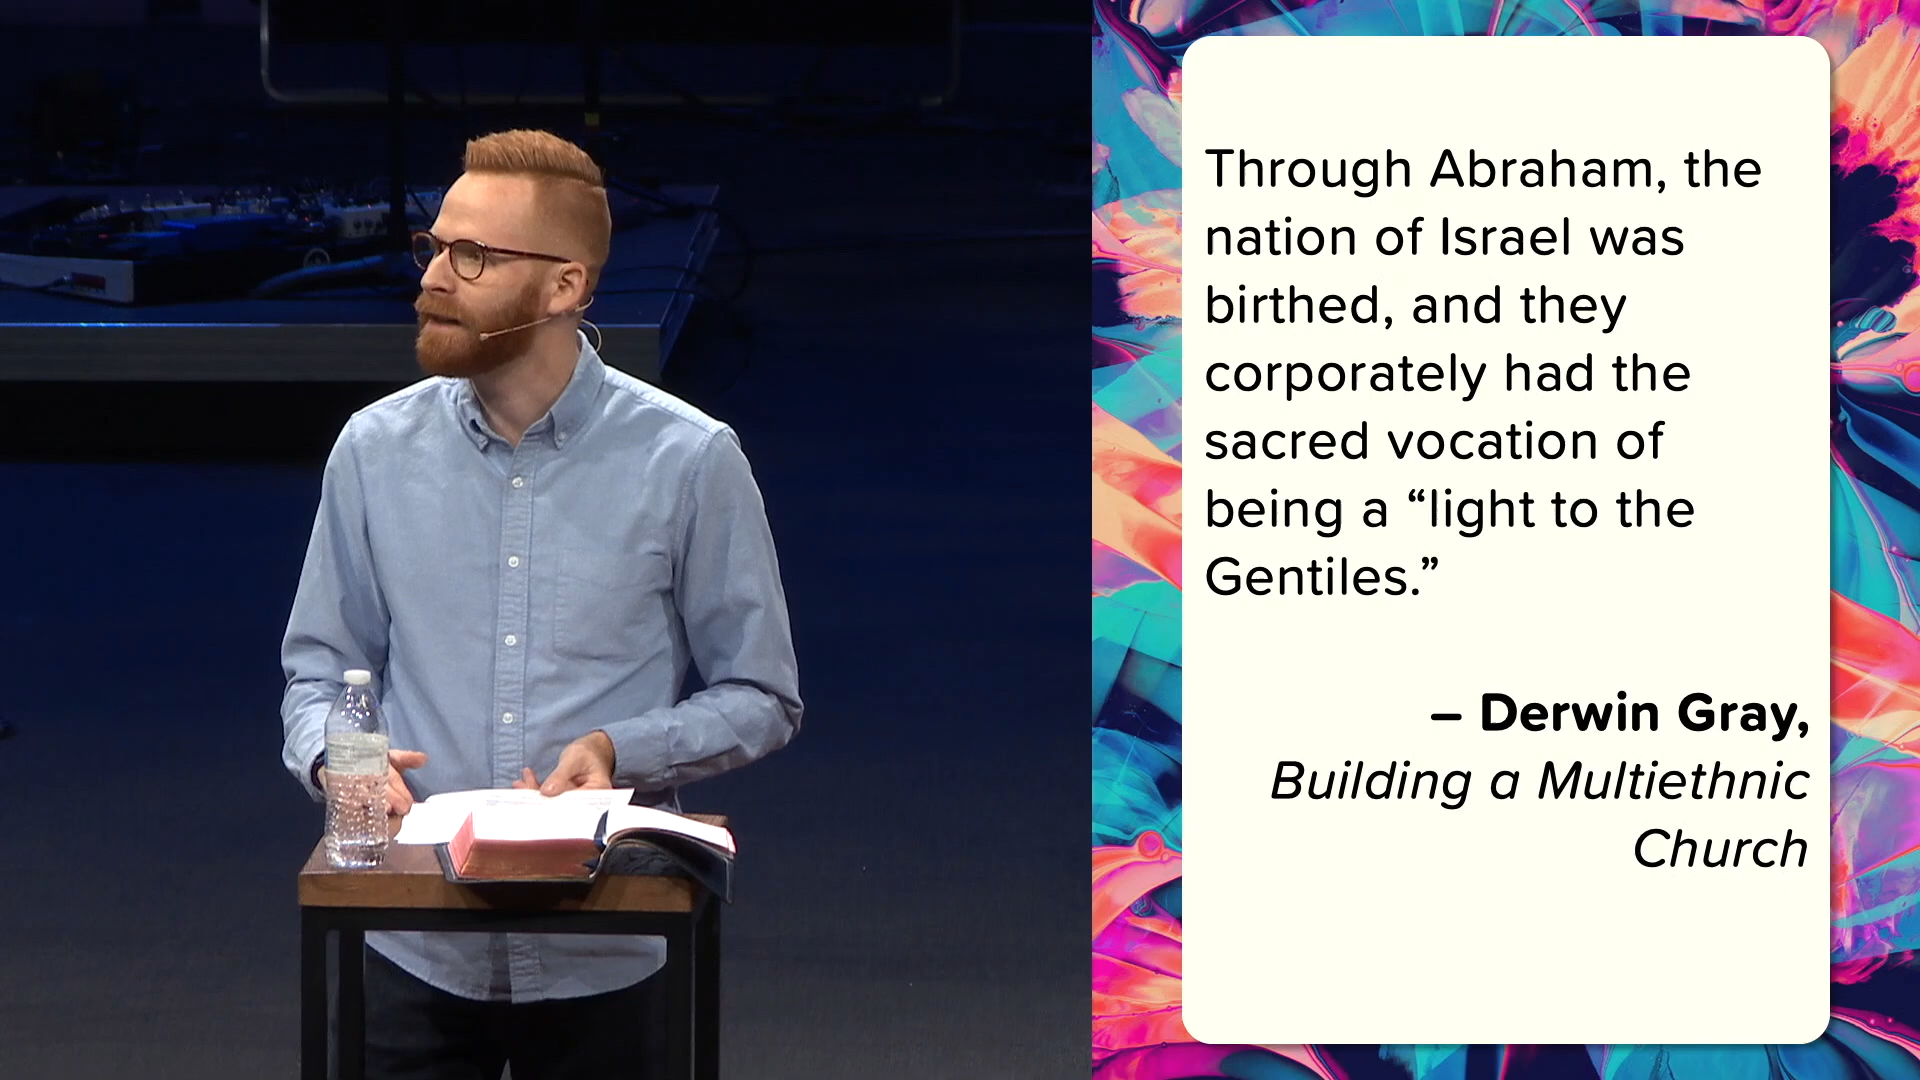 Through Abraham, the
nation of Israel was
birthed, and they
corporately had the
sacred vocation of
being a “light to the
Gentiles.”
– Derwin Gray,
Building a Multiethnic
Church